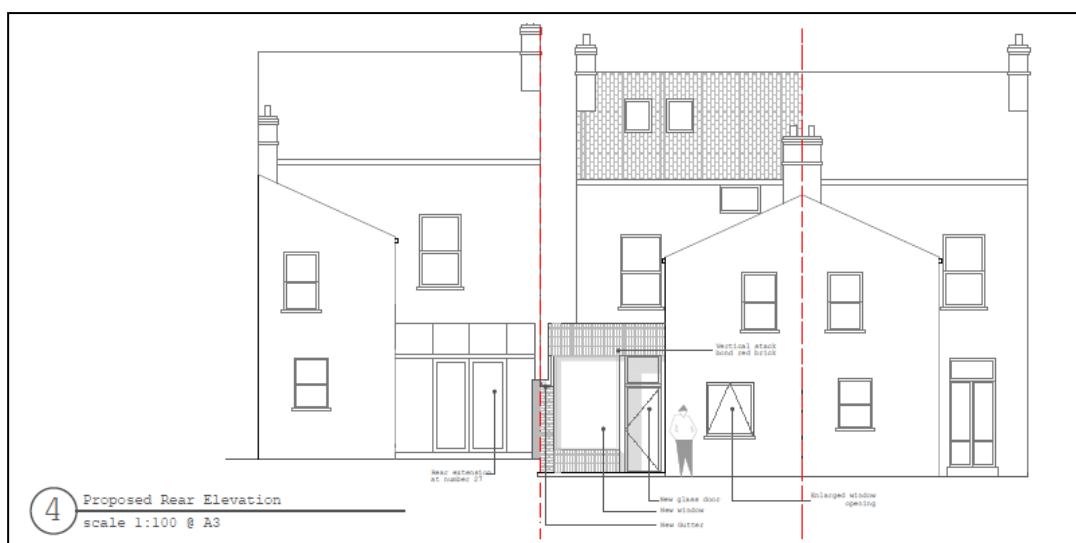 Vertical stack
bond red brick
Rear extension
at number 27
New glass door
New window
New Gutter
Enlarged window
opening
4
Proposed Rear Elevation
scale 1:100 @ A3